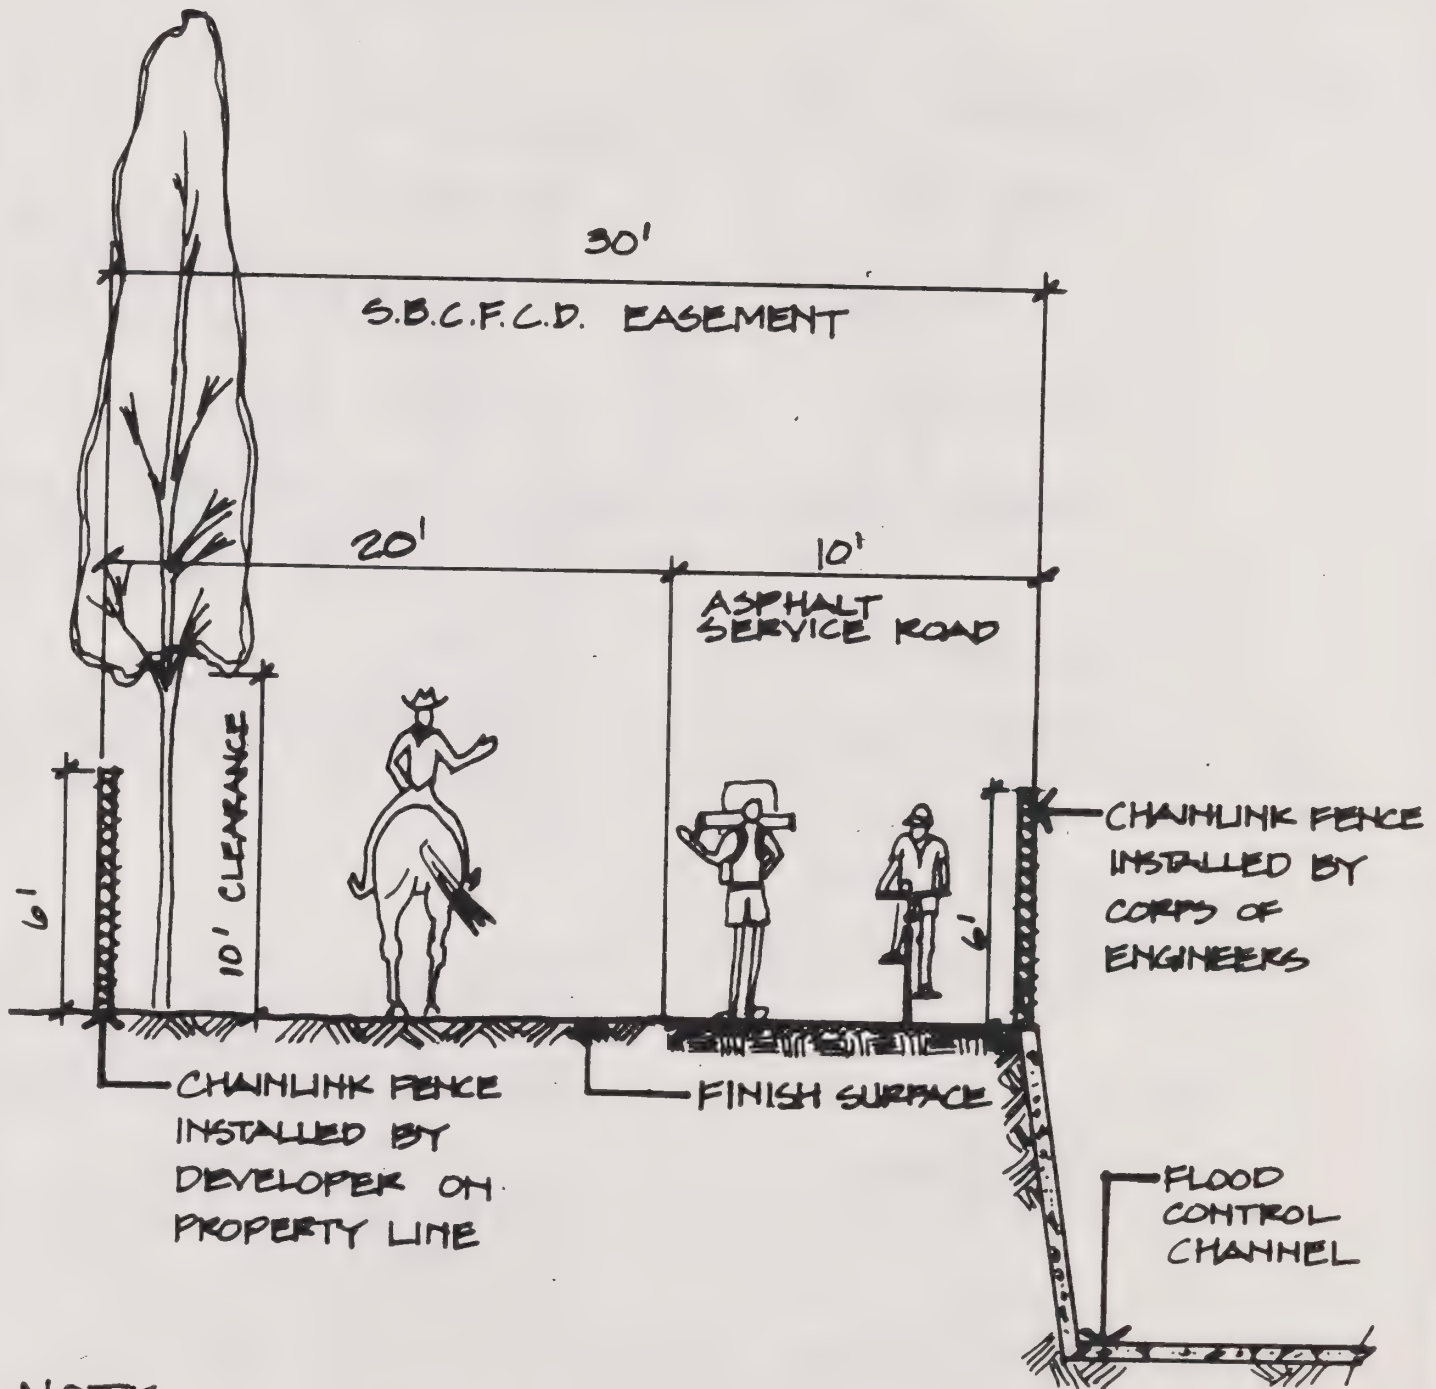 30'
S.B.C.F.C.D. EASEMENT
20'
10'
ASPHALT
SERVICE ROAD
10' CLEARANCE
6'
6'
CHAINLINK FENCE
INSTALLED BY
CORPS OF
ENGINEERS
CHAINLINK FENCE
INSTALLED BY
DEVELOPER ON
PROPERTY LINE
FINISH SURFACE
FLOOD
CONTROL
CHANNEL